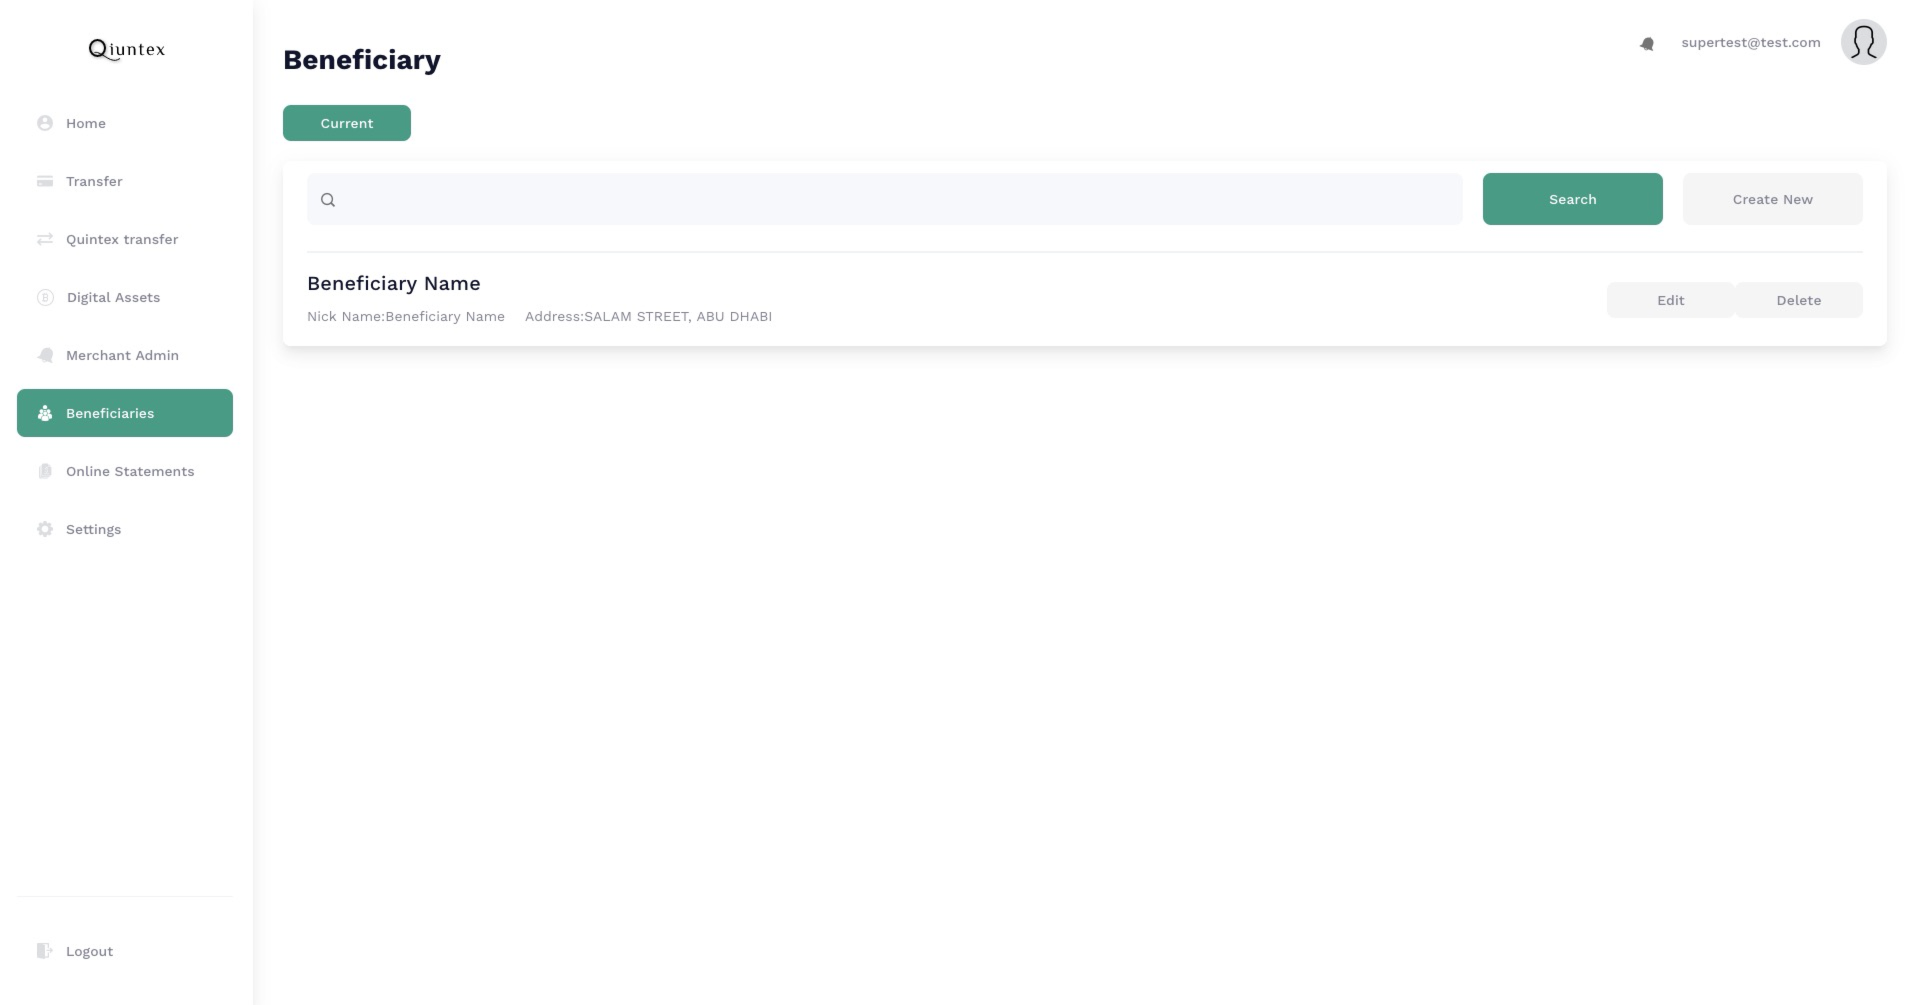 Qiuntex
Home
Transfer
Quintex transfer
Digital Assets
Merchant Admin
Beneficiaries
Online Statements
Settings
Logout
Beneficiary
supertest@test.com
Current
Search
Create New
Beneficiary Name
Nick Name:Beneficiary Name Address:SALAM STREET, ABU DHABI
Edit
Delete